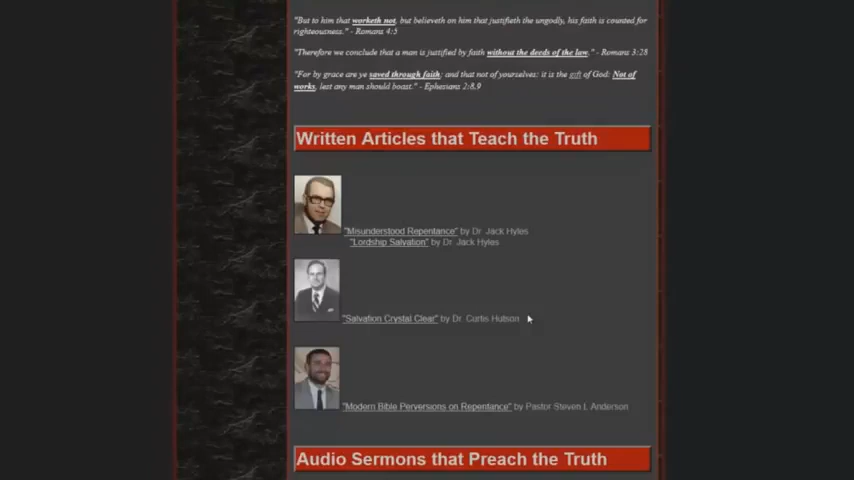 "But to him that worketh not, but believeth on him that justifieth the ungodly, his faith is counted for
righteousness." - Romans 4:5
"Therefore we conclude that a man is justified by faith without the deeds of the law." - Romans 3:28
"For by grace are ye saved through faith; and that not of yourselves: it is the gift of God: Not of
works, lest any man should boast." - Ephesians 2:8,9
Written Articles that Teach the Truth
"Misunderstood Repentance" by Dr. Jack Hyles
"Lordship Salvation" by Dr. Jack Hyles
"Salvation Crystal Clear" by Dr. Curtis Hutson
"Modern Bible Perversions on Repentance" by Pastor Steven L Anderson
Audio Sermons that Preach the Truth